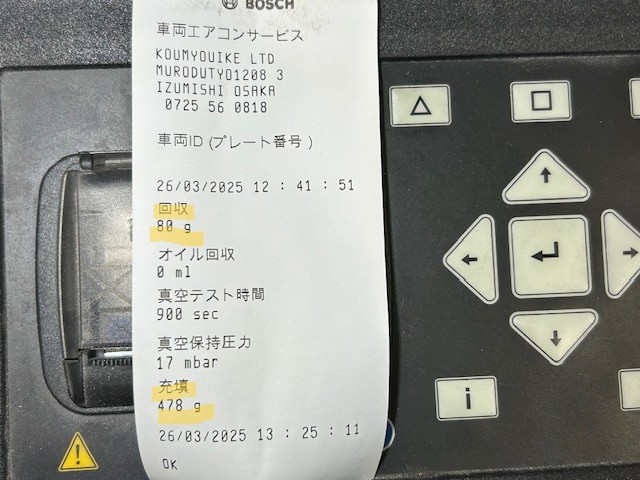 BOSCH
車両エアコンサービス
KOUMYOUIKE LTD
MURODUTYO1208 3
IZUMISHI OSAKA
0725 56 0818
車両ID (プレート番号 )
26/03/2025 12 : 41 : 51
回収
80 g
オイル回収
0 ml
真空テスト時間
900 sec
真空保持圧力
17 mbar
充填
478 g
26/03/2025 13 : 25 : 11
OK
i